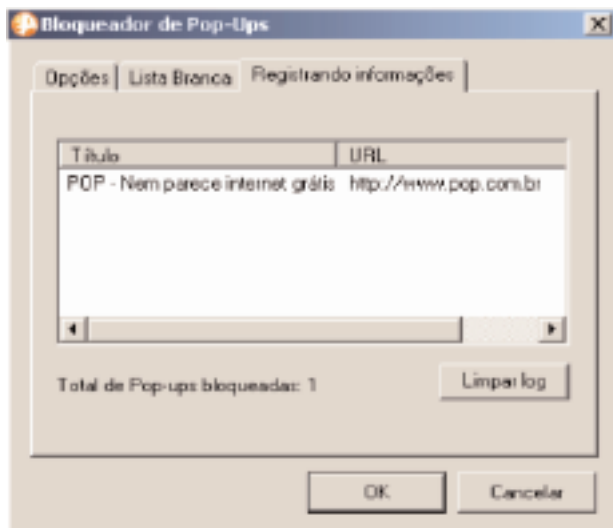 Bloqueador de Pop-Ups
Opções Lista Branca Registrando informações
Título URL
POP - Nem parece internet grátis http://www.pop.com.br
Total de Pop-ups bloqueadas: 1 Limpar log
OK Cancelar